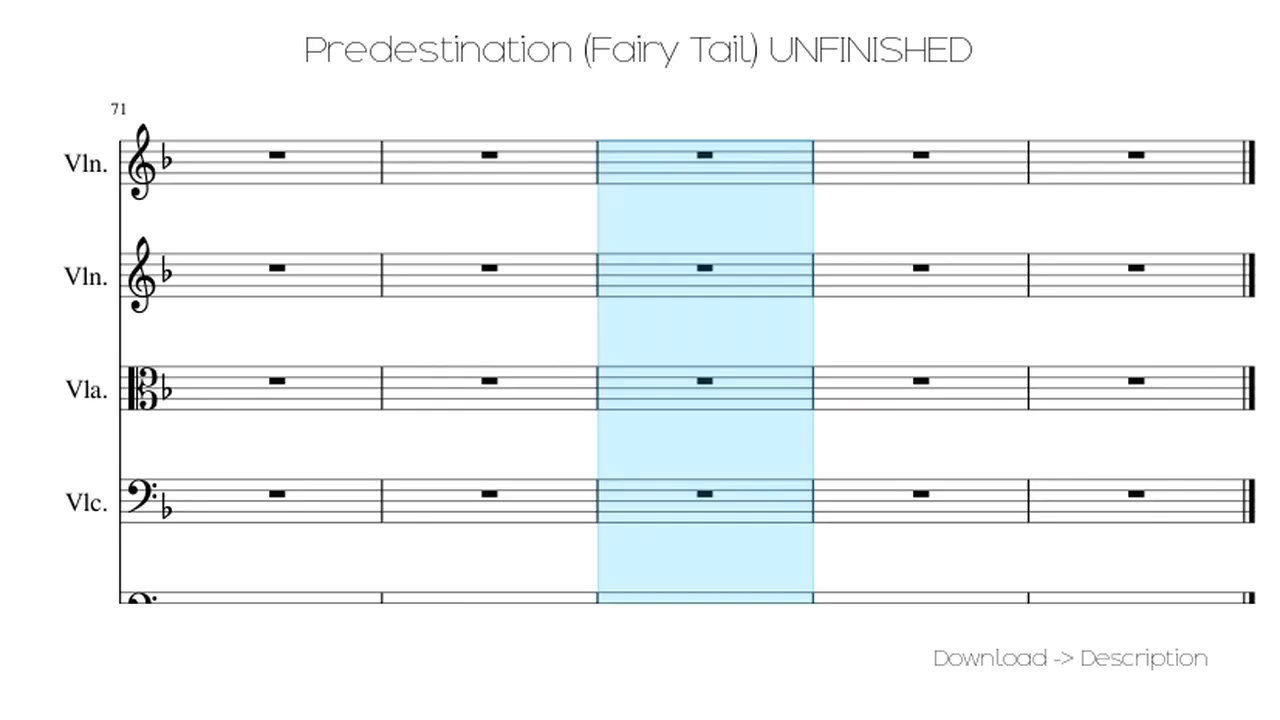 Predestination (Fairy Tail) UNFINISHED
71
Vln.
Vln.
Vla.
Vlc.
Download -> Description